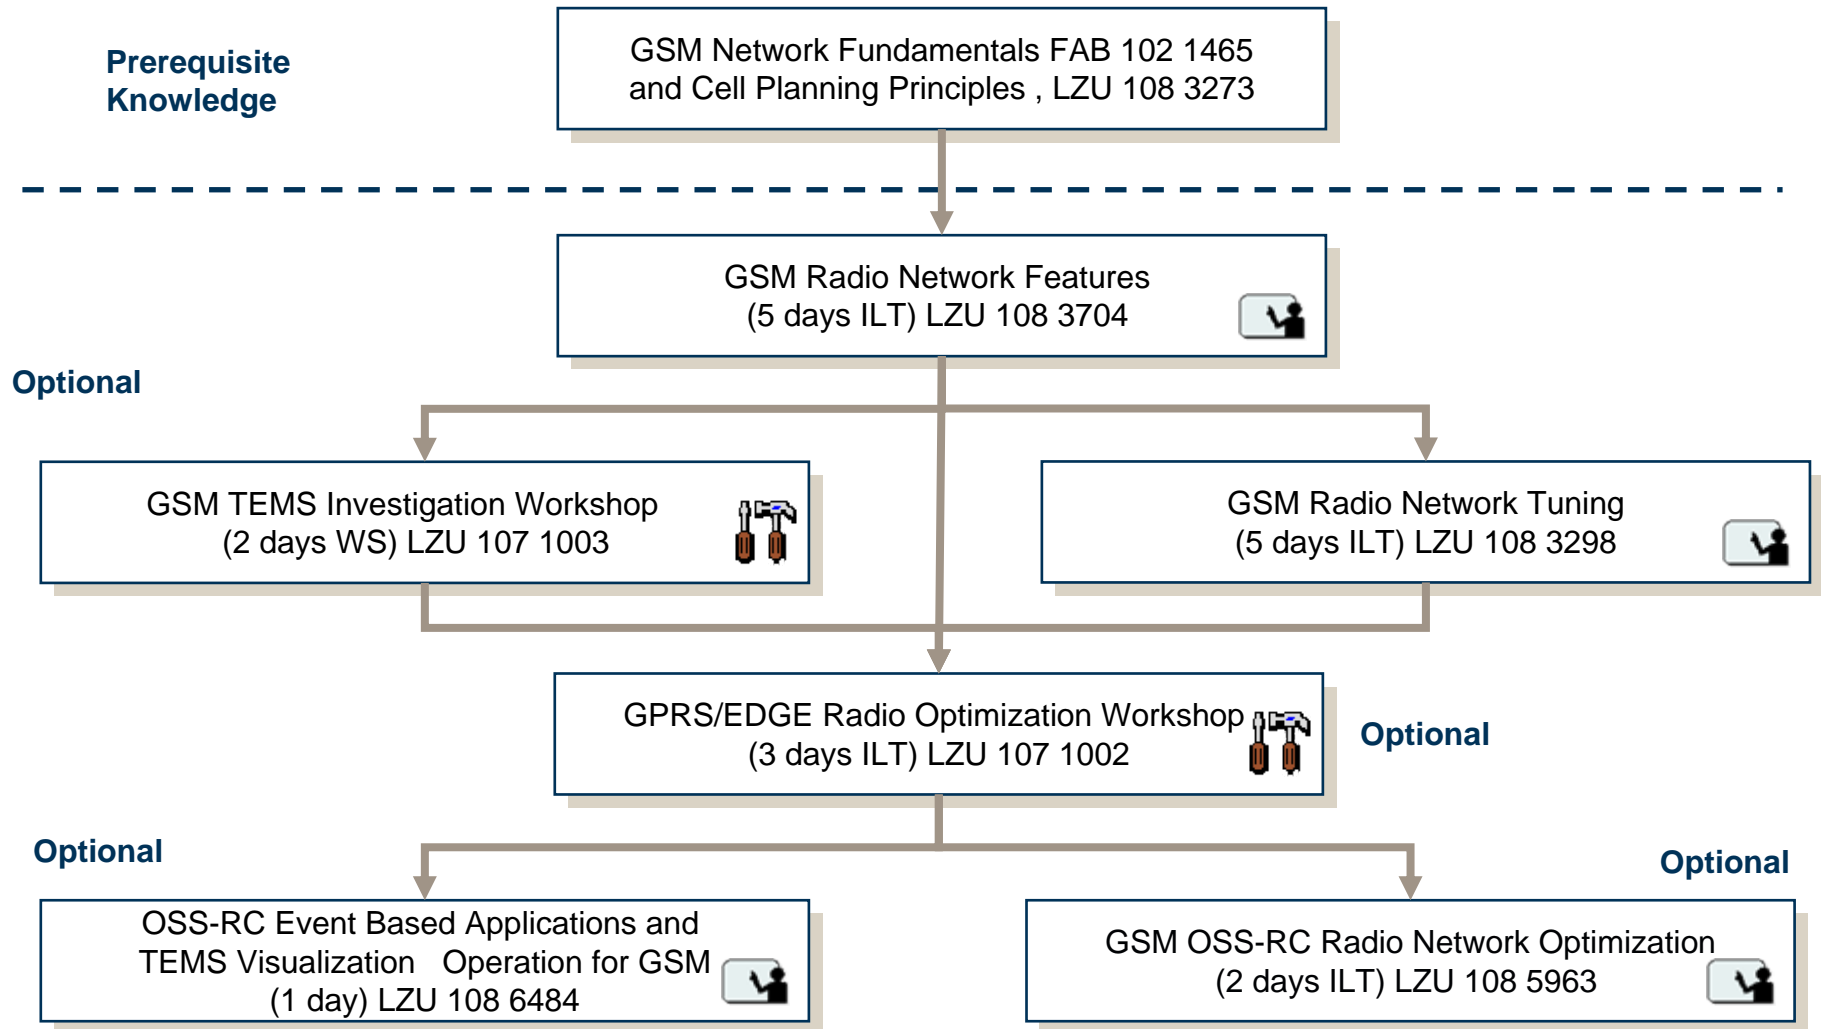 Prerequisite
Knowledge
GSM Network Fundamentals FAB 102 1465
and Cell Planning Principles , LZU 108 3273
GSM Radio Network Features
(5 days ILT) LZU 108 3704
Optional
GSM TEMS Investigation Workshop
(2 days WS) LZU 107 1003
GSM Radio Network Tuning
(5 days ILT) LZU 108 3298
GPRS/EDGE Radio Optimization Workshop
(3 days ILT) LZU 107 1002
Optional
Optional
OSS-RC Event Based Applications and
TEMS Visualization   Operation for GSM
(1 day) LZU 108 6484
Optional
GSM OSS-RC Radio Network Optimization
(2 days ILT) LZU 108 5963